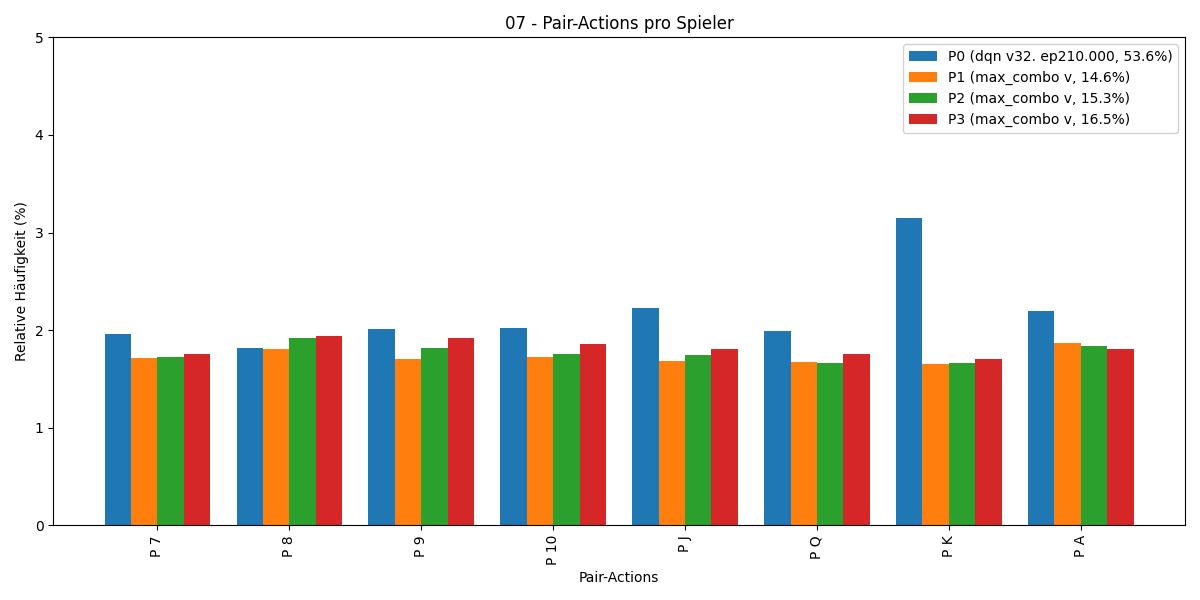 07 - Pair-Actions pro Spieler
P0 (dqn v32. ep210.000, 53.6%)
P1 (max_combo v, 14.6%)
P2 (max_combo v, 15.3%)
P3 (max_combo v, 16.5%)
Relative Häufigkeit (%)
5
4
3
2
1
0
P 7
P 8
P 9
P 10
P J
P Q
P K
P A
Pair-Actions